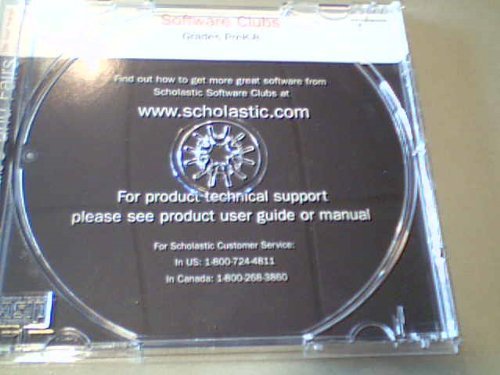 Software Clubs
Grades PreK-8
Find out how to get more great software from
Scholastic Software Clubs at
www.scholastic.com
For product technical support
please see product user guide or manual
For Scholastic Customer Service:
In US: 1-800-724-4811
In Canada: 1-800-268-3860